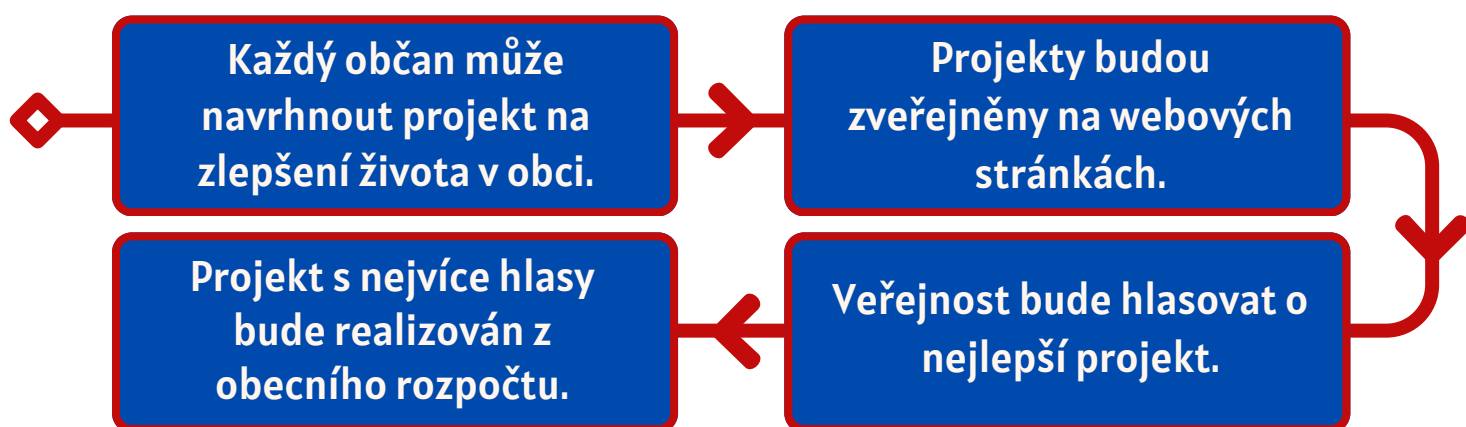 Každý občan může
navrhnout projekt na
zlepšení života v obci.
Projekty budou
zveřejněny na webových
stránkách.
Veřejnost bude hlasovat o
nejlepší projekt.
Projekt s nejvíce hlasy
bude realizován z
obecního rozpočtu.